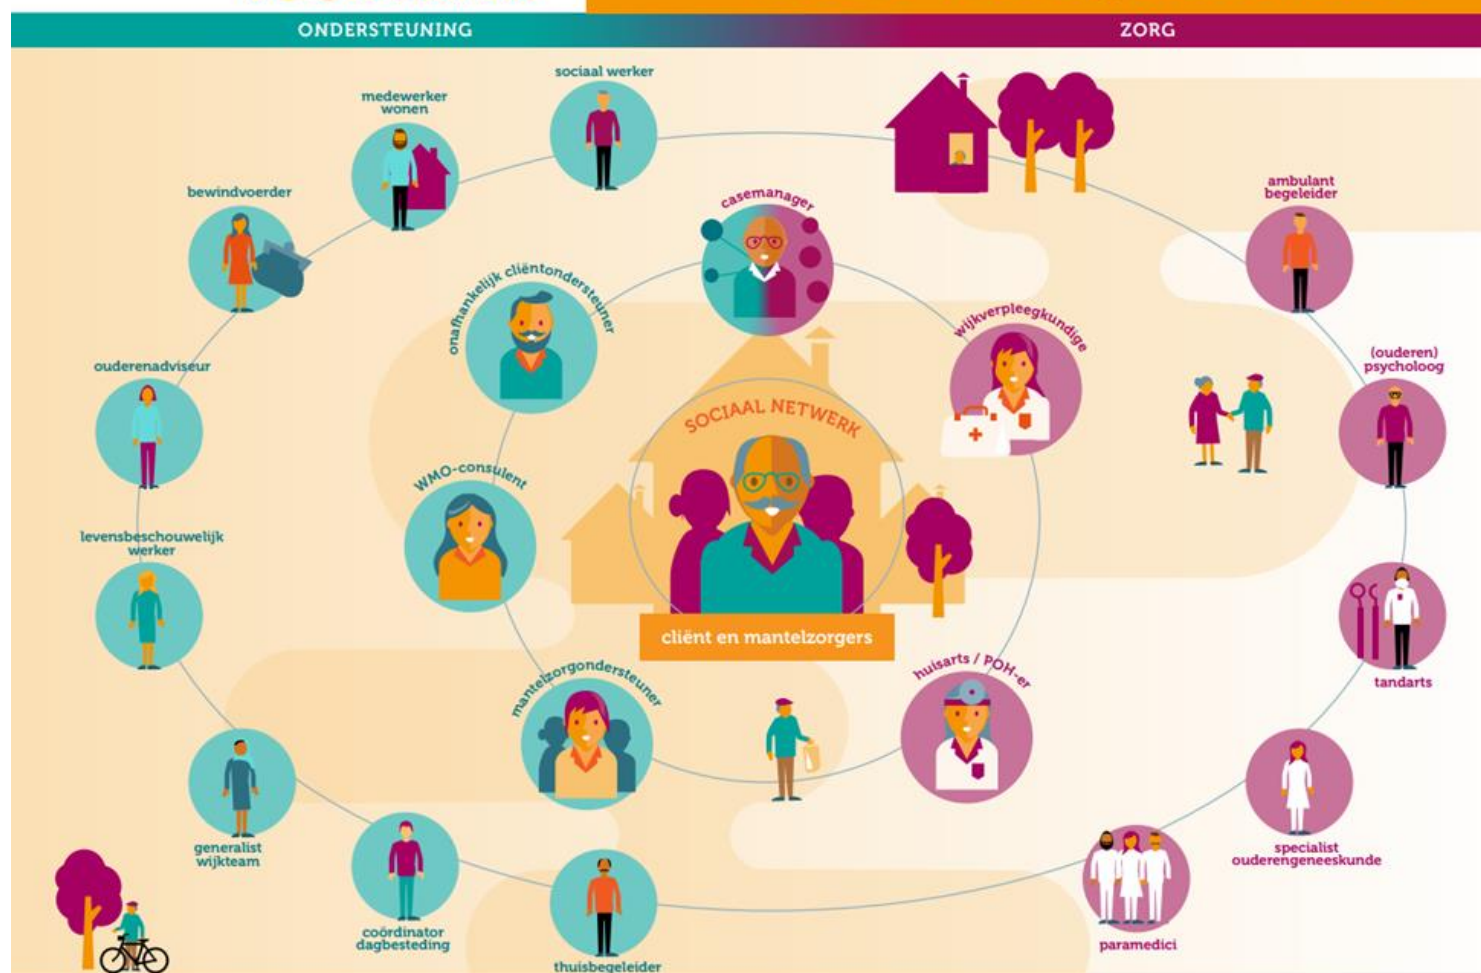 ONDERSTEUNING
ZORG
sociaal werker
medewerker
wonen
bewindvoerder
ouderenadviseur
levensbeschouwelijk
werker
generalist
wijkteam
coördinator
dagbesteding
thuisbegeleider
casemanager
onafhankelijk cliëntondersteuner
WMO-consulent
mantelzorgondersteuner
wijkverpleegkundige
huisarts / POH-er
SOCIAAL NETWERK
cliënt en mantelzorgers
ambulant
begeleider
(ouderen)
psycholoog
tandarts
specialist
ouderengeneeskunde
paramedici